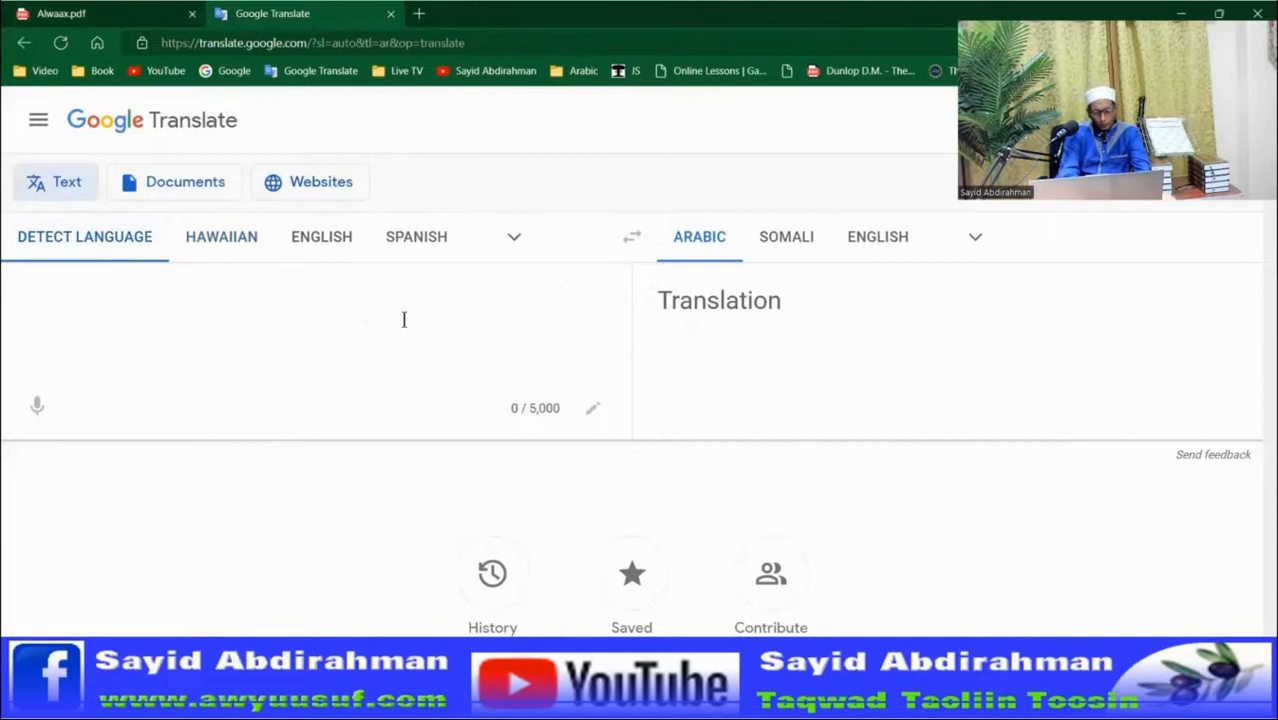 Alwaax.pdf
Google Translate
https://translate.google.com/?sl=auto&tl=ar&op=translate
Video
Book
YouTube
Google
Google Translate
Live TV
Sayid Abdirahman
Arabic
JS
Online Lessons | Ga...
Dunlop D.M. - The...
Th
Sayid Abdirahman
Google Translate
Text
Documents
Websites
DETECT LANGUAGE
HAWAIIAN
ENGLISH
SPANISH
ARABIC
SOMALI
ENGLISH
Translation
0 / 5,000
Send feedback
History
Saved
Contribute
Sayid Abdirahman
www.awyuusuf.com
YouTube
Sayid Abdirahman
Taqwad Taoliin Toosin